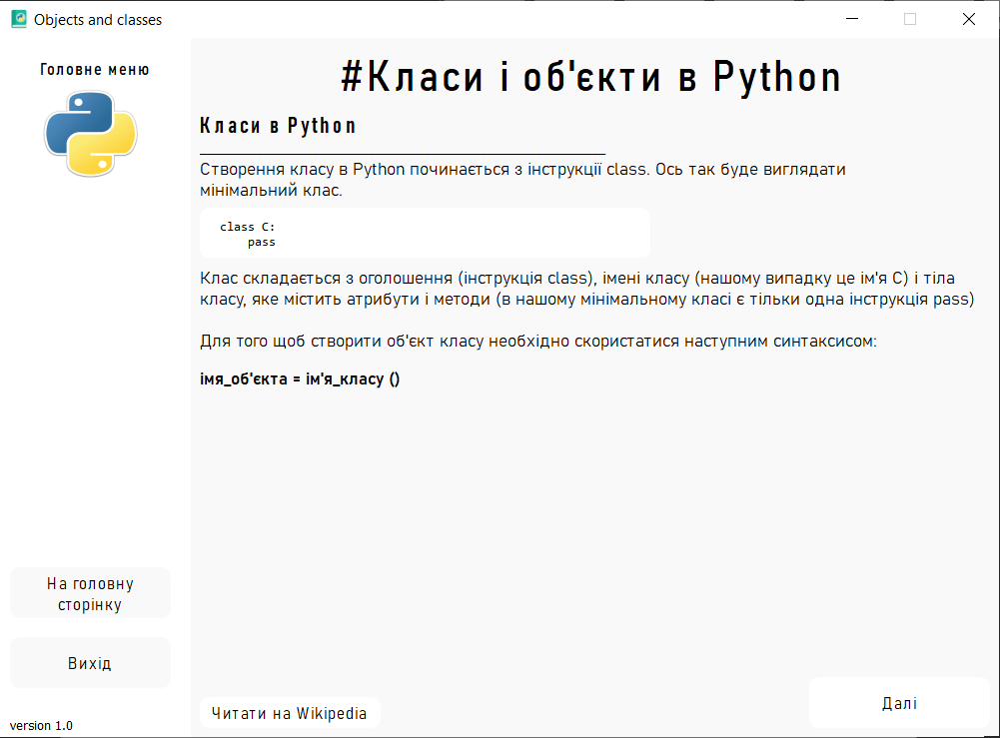 Objects and classes
Головне меню
#Класи і об'єкти в Python
Класи в Python
Створення класу в Python починається з інструкції class. Ось так буде виглядати
мінімальний клас.
class C:
    pass
Клас складається з оголошення (інструкція class), імені класу (нашому випадку це ім'я C) і тіла
класу, яке містить атрибути і методи (в нашому мінімальному класі є тільки одна інструкція pass)
Для того щоб створити об'єкт класу необхідно скористатися наступним синтаксисом:
імя_об'єкта = ім'я_класу ()
На головну
сторінку
Вихід
version 1.0
Читати на Wikipedia
Далі